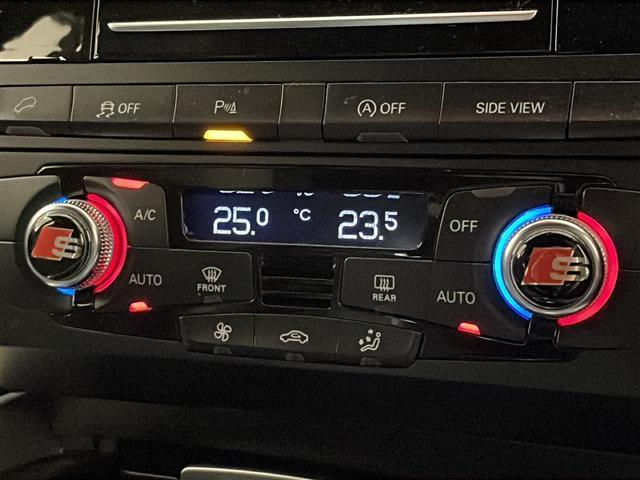 OFF P A OFF SIDE VIEW
25.0 °C 23.5
A/C OFF
S S
AUTO FRONT REAR AUTO